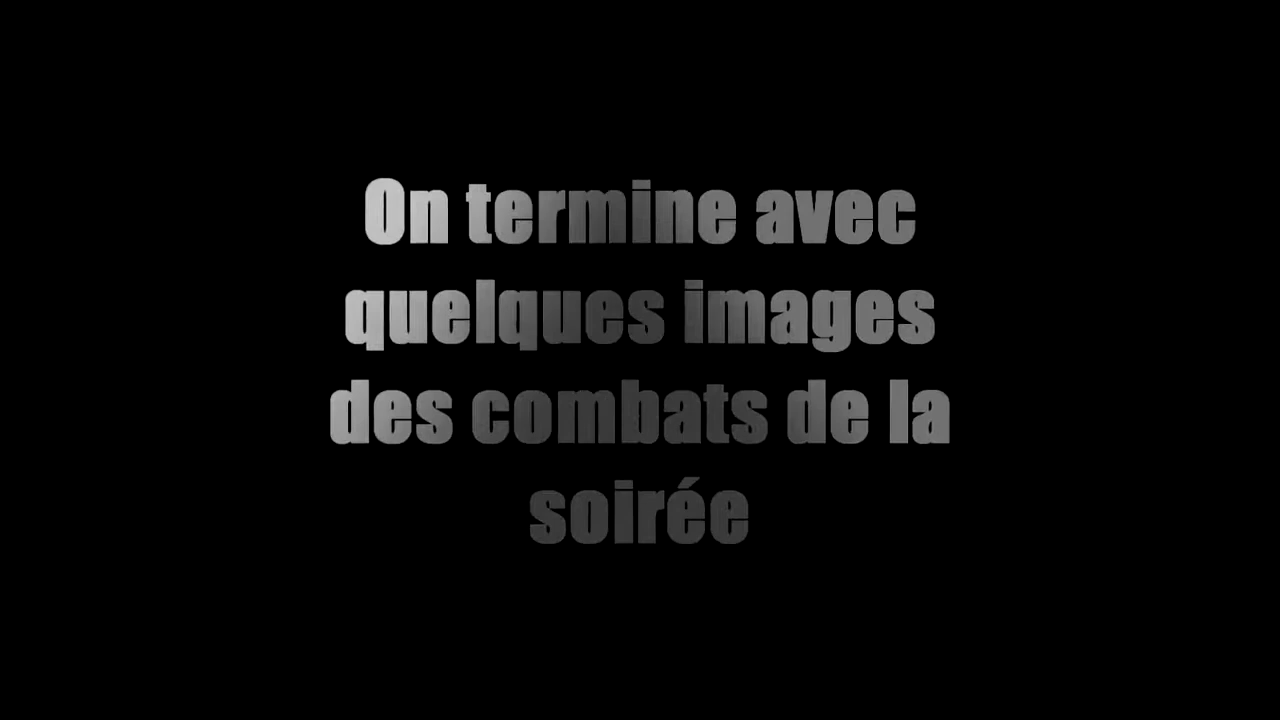 On termine avec
quelques images
des combats de la
soirée